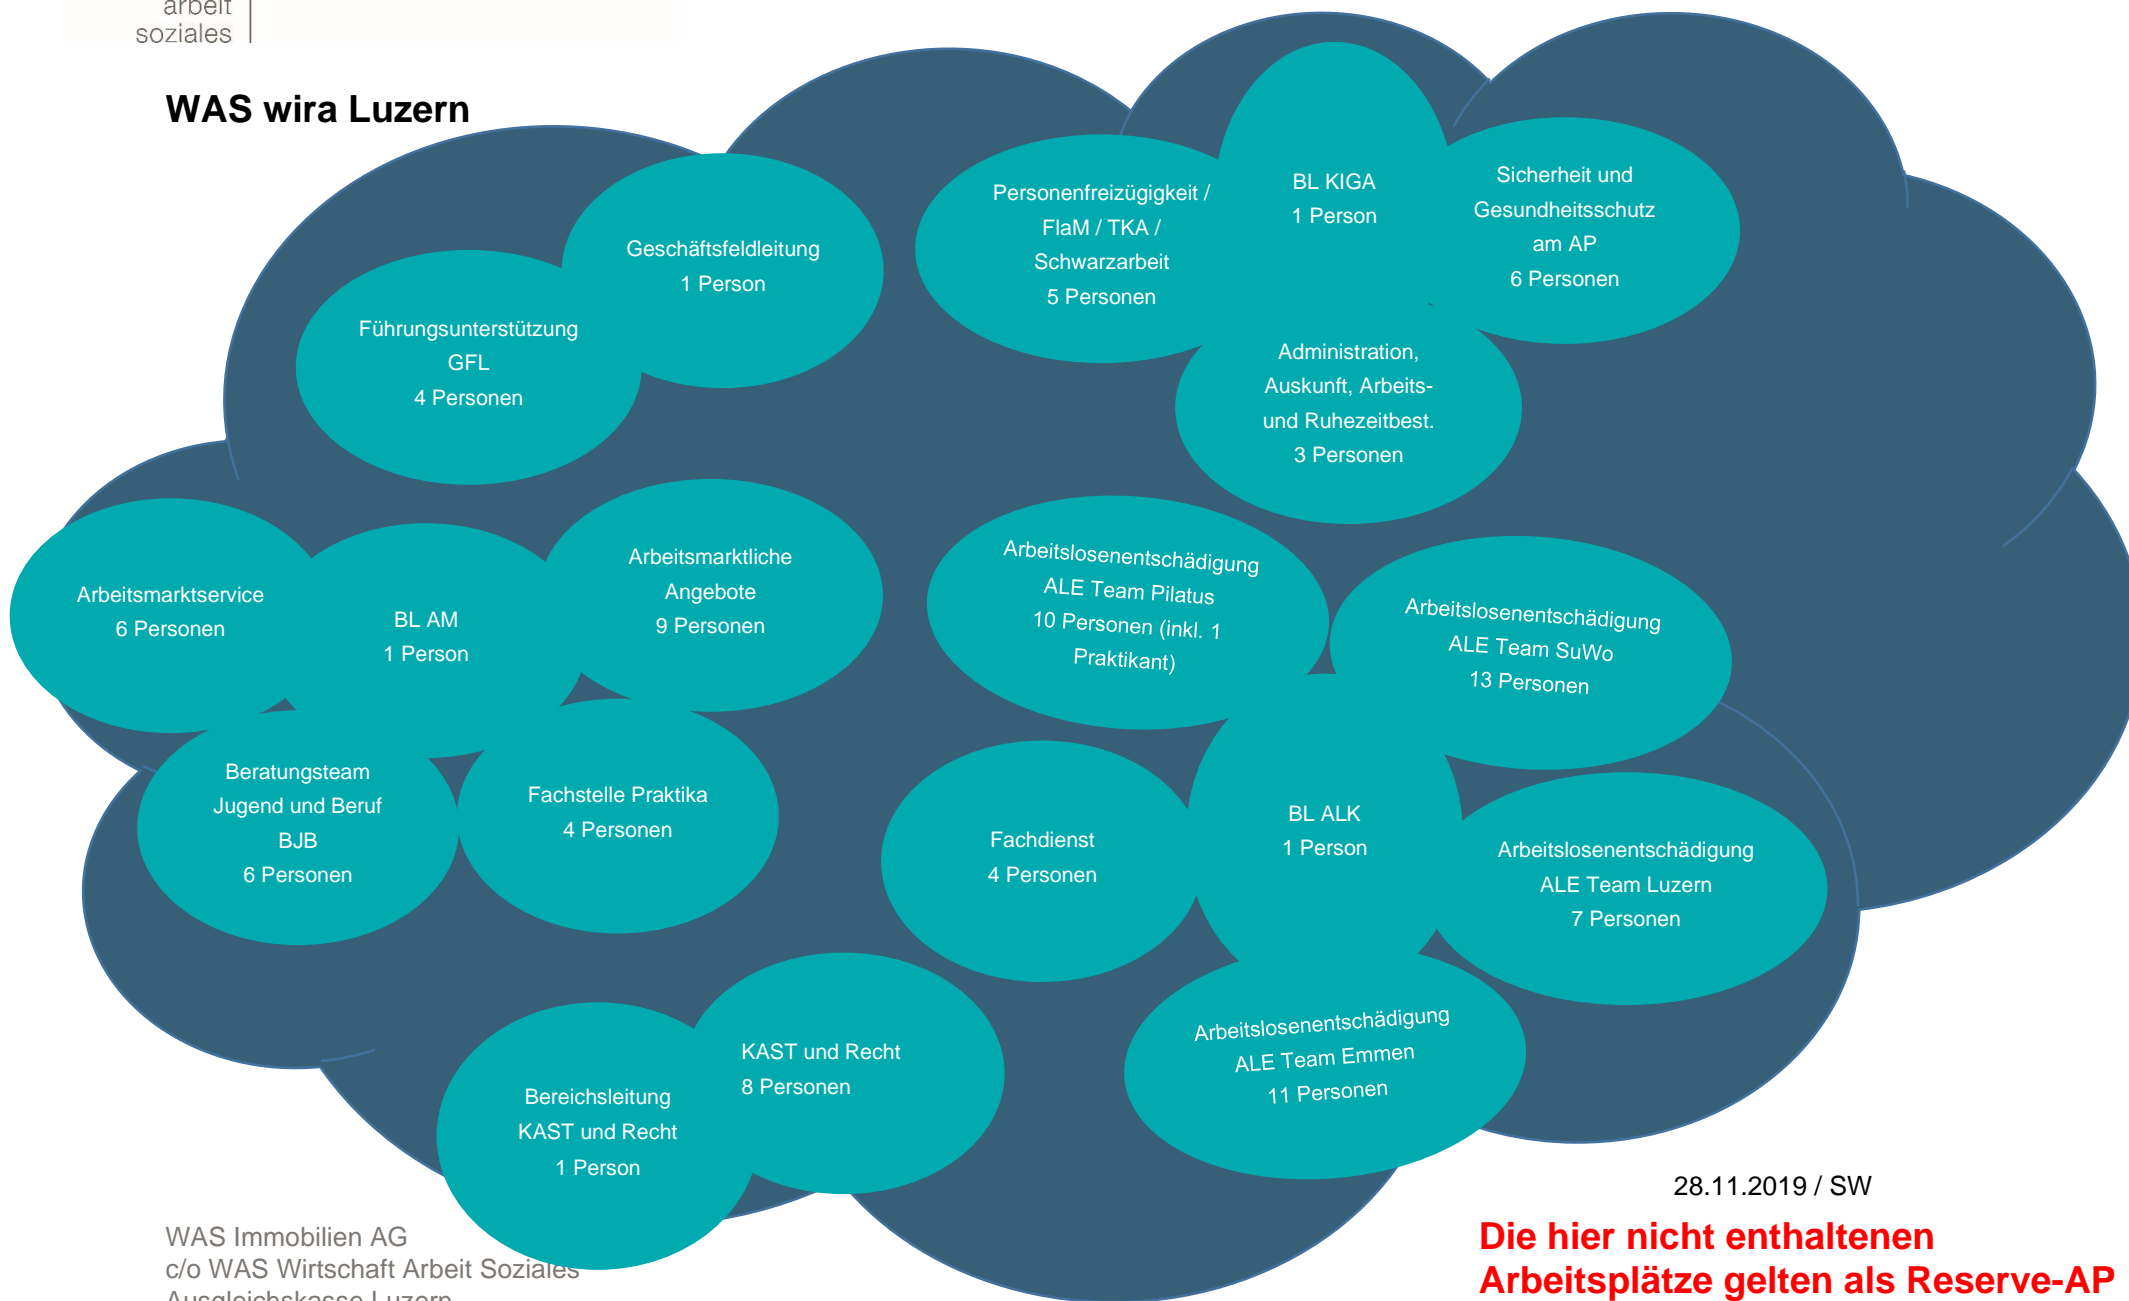 arbeit
soziales
WAS wira Luzern
Geschäftsfeldleitung
1 Person
Führungsunterstützung
GFL
4 Personen
Personenfreizügigkeit /
FlaM / TKA /
Schwarzarbeit
5 Personen
BL KIGA
1 Person
Sicherheit und
Gesundheitsschutz
am AP
6 Personen
Administration,
Auskunft, Arbeits-
und Ruhezeitbest.
3 Personen
Arbeitsmarktservice
6 Personen
BL AM
1 Person
Arbeitsmarktliche
Angebote
9 Personen
Beratungsteam
Jugend und Beruf
BJB
6 Personen
Fachstelle Praktika
4 Personen
Arbeitslosenentschädigung
ALE Team Pilatus
10 Personen (inkl. 1
Praktikant)
Arbeitslosenentschädigung
ALE Team SuWo
13 Personen
Fachdienst
4 Personen
BL ALK
1 Person
Arbeitslosenentschädigung
ALE Team Luzern
7 Personen
Arbeitslosenentschädigung
ALE Team Emmen
11 Personen
KAST und Recht
8 Personen
Bereichsleitung
KAST und Recht
1 Person
28.11.2019 / SW
Die hier nicht enthaltenen
Arbeitsplätze gelten als Reserve-AP
WAS Immobilien AG
c/o WAS Wirtschaft Arbeit Soziales
Ausgleichskasse Luzern